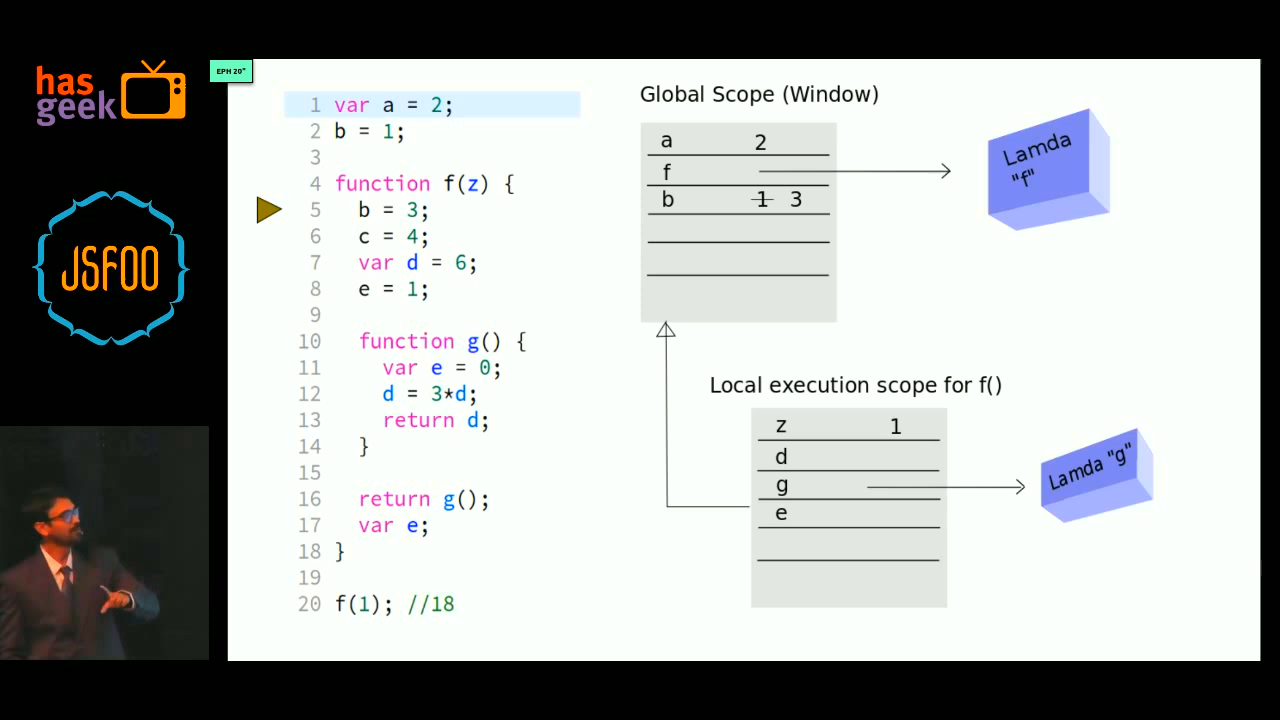 has
geek
JSFOO
EPH 20"
1 var a = 2;
2 b = 1;
3
4 function f(z) {
5 b = 3;
6 c = 4;
7 var d = 6;
8 e = 1;
9
10 function g() {
11 var e = 0;
12 d = 3*d;
13 return d;
14 }
15
16 return g();
17 var e;
18 }
19
20 f(1); //18
Global Scope (Window)
a 2
f
b 1 3
Lamda
"f"
Local execution scope for f()
z 1
d
g
e
Lamda "g"